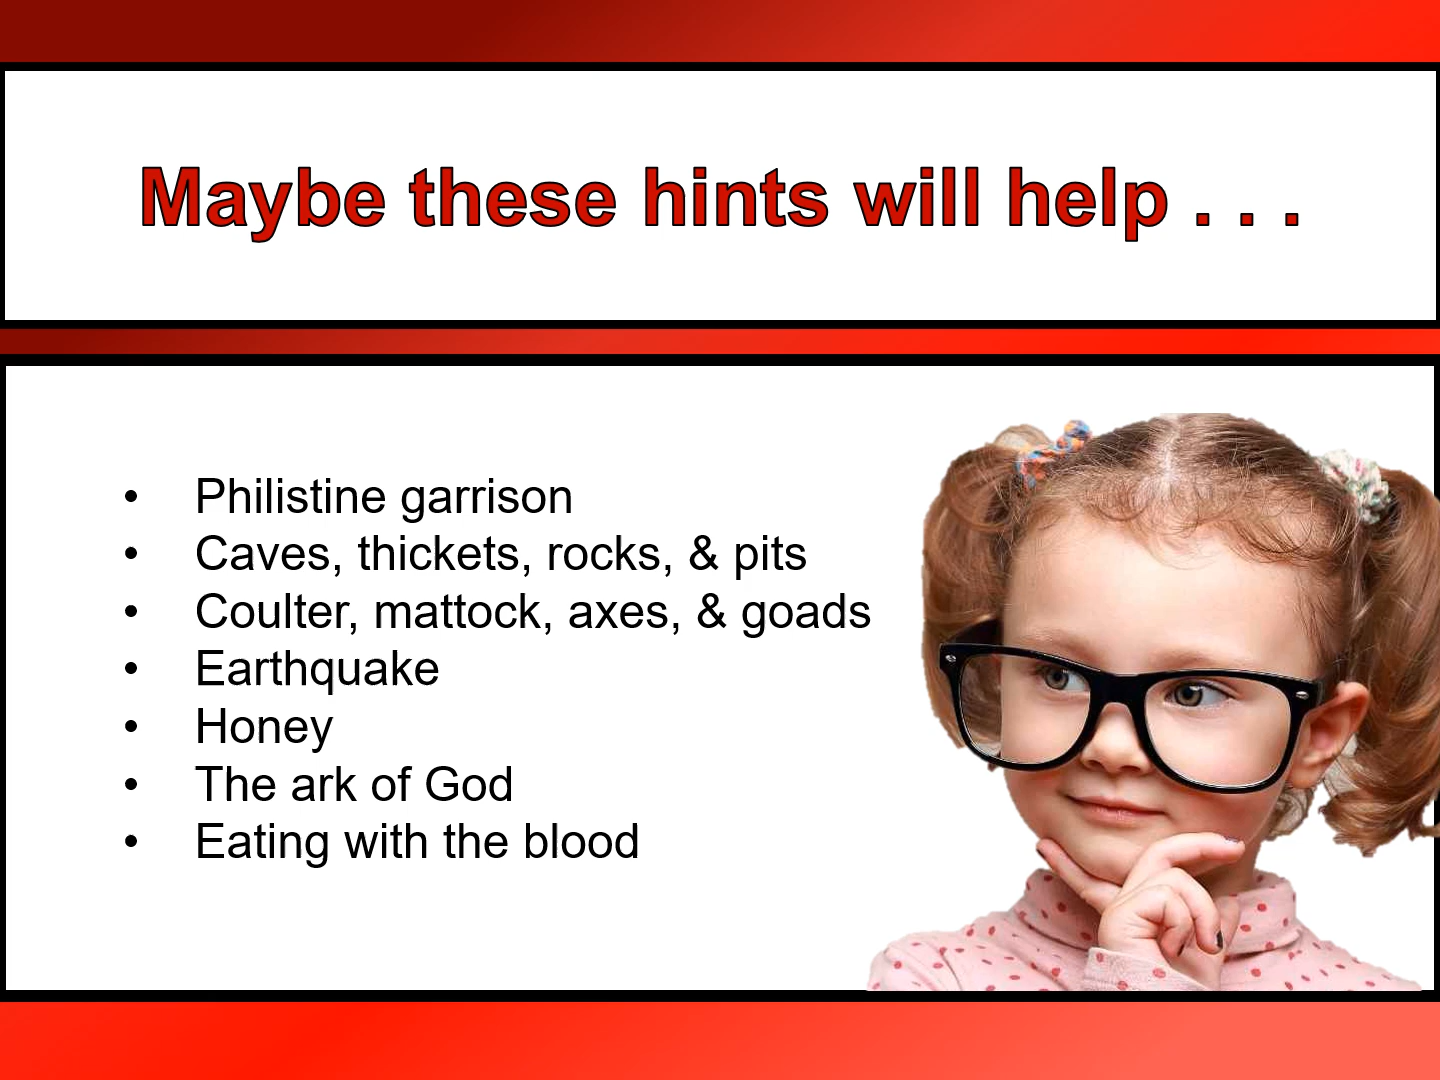 Maybe these hints will help . . .
• Philistine garrison
• Caves, thickets, rocks, & pits
• Coulter, mattock, axes, & goads
• Earthquake
• Honey
• The ark of God
• Eating with the blood